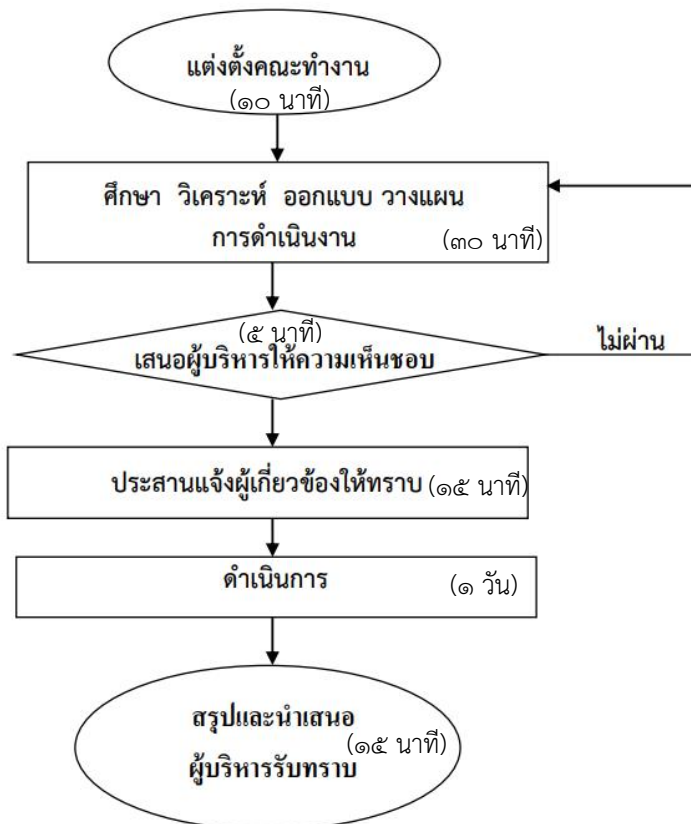 แต่งตั้งคณะทำงาน
(๑๐ นาที)
ศึกษา วิเคราะห์ ออกแบบ วางแผน
การดำเนินงาน (๓๐ นาที)
(๕ นาที)
เสนอผู้บริหารให้ความเห็นชอบ
ไม่ผ่าน
ประสานแจ้งผู้เกี่ยวข้องให้ทราบ (๑๕ นาที)
ดำเนินการ (๑ วัน)
สรุปและนำเสนอ
(๑๕ นาที)
ผู้บริหารรับทราบ